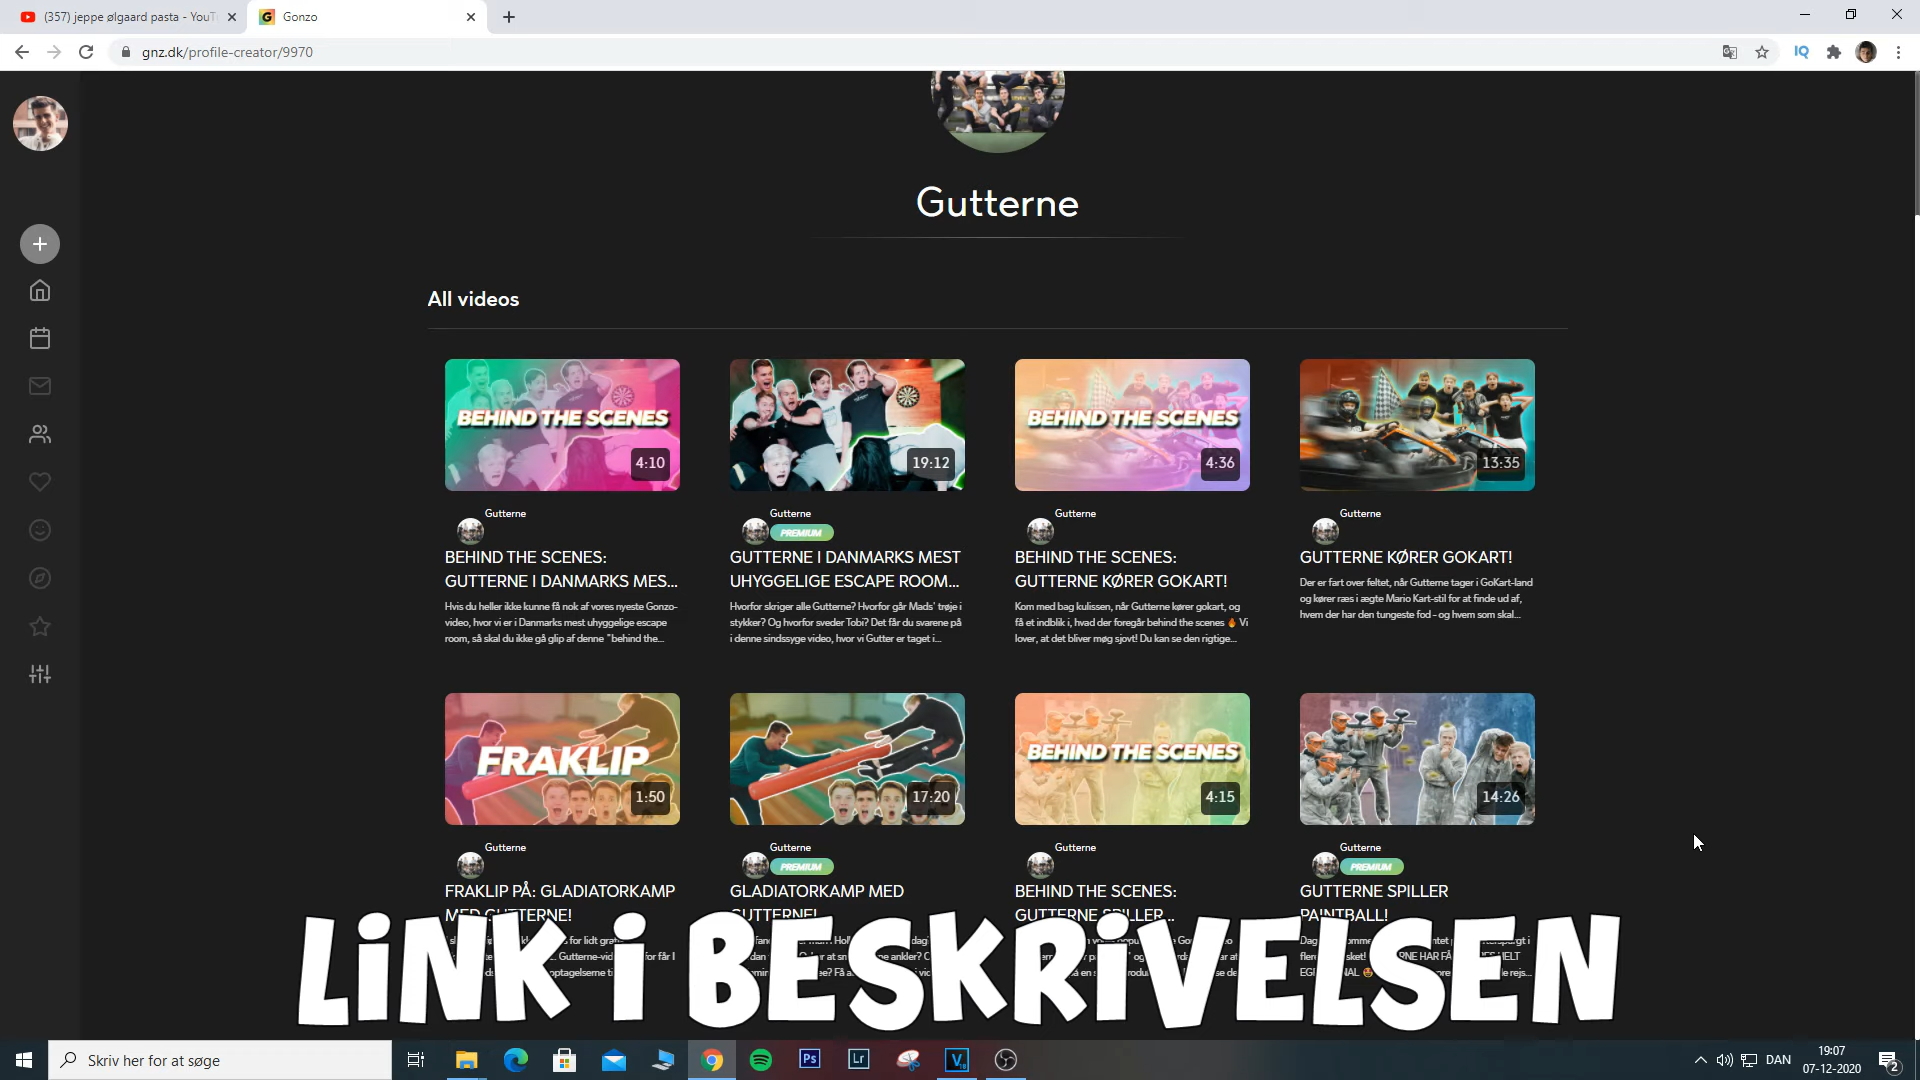 (357) jeppe ølgaard pasta - YouT
Gonzo
gnz.dk/profile-creator/9970
Gutterne
All videos
BEHIND THE SCENES
4:10
19:12
BEHIND THE SCENES
4:36
13:35
Gutterne
BEHIND THE SCENES:
GUTTERNE I DANMARKS MES...
Hvis du heller ikke kunne få nok af vores nyeste Gonzo-
video, hvor vi er i Danmarks mest uhyggelige escape
room, så skal du ikke gå glip af denne "behind the...
Gutterne
PREMIUM
GUTTERNE I DANMARKS MEST
UHYGGELIGE ESCAPE ROOM...
Hvorfor skriger alle Gutterne? Hvorfor går Mads' trøje i
stykker? Og hvorfor sveder Tobi? Det får du svarene på
i denne sindssyge video, hvor vi Gutter er taget i...
Gutterne
BEHIND THE SCENES:
GUTTERNE KØRER GOKART!
Kom med bag kulissen, når Gutterne kører gokart, og
få et indblik i, hvad der foregår behind the scenes 🔥 Vi
lover, at det bliver møg sjovt! Du kan se den rigtige...
Gutterne
GUTTERNE KØRER GOKART!
Der er fart over feltet, når Gutterne tager i GoKart-land
og kører ræs i ægte Mario Kart-stil for at finde ud af,
hvem der har den tungeste fod - og hvem som skal...
FRAKLIP
1:50
17:20
BEHIND THE SCENES
4:15
14:26
Gutterne
FRAKLIP PÅ: GLADIATORKAMP
MED GUTTERNE!
Gutterne
PREMIUM
GLADIATORKAMP MED
GUTTERNE!
Gutterne
BEHIND THE SCENES:
GUTTERNE SPILLER...
Gutterne
PREMIUM
GUTTERNE SPILLER
PAINTBALL!
LINK I BESKRIVELSEN
Skriv her for at søge
Ps
Lr
DAN
19:07
07-12-2020
2